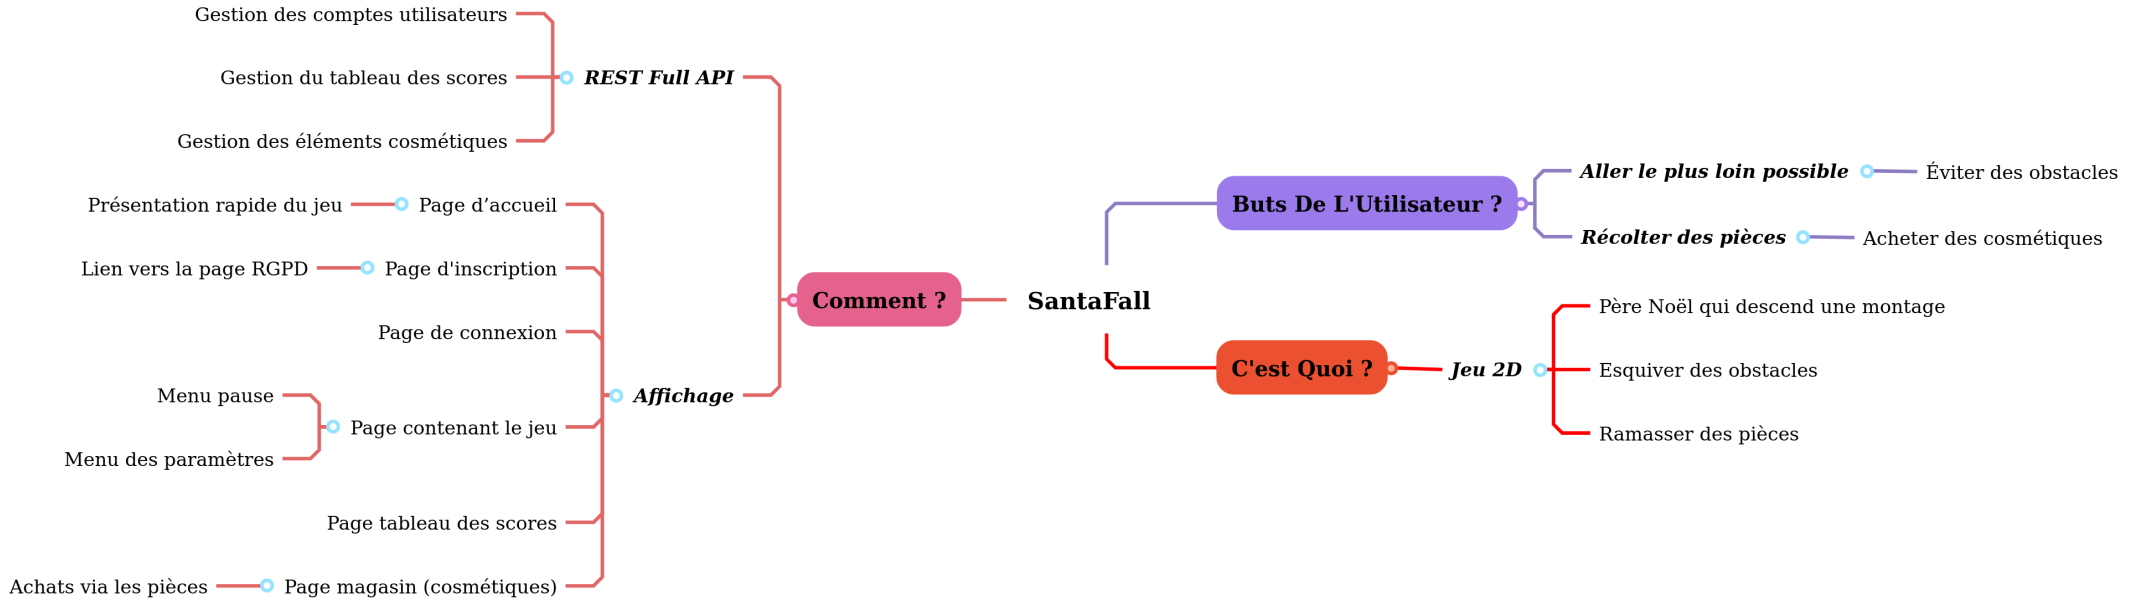 Gestion des comptes utilisateurs
Gestion du tableau des scores
REST Full API
Gestion des éléments cosmétiques
Présentation rapide du jeu
Page d’accueil
Lien vers la page RGPD
Page d'inscription
Page de connexion
Menu pause
Affichage
Page contenant le jeu
Menu des paramètres
Page tableau des scores
Achats via les pièces
Page magasin (cosmétiques)
Comment ?
SantaFall
Buts De L'Utilisateur ?
Aller le plus loin possible
Éviter des obstacles
Récolter des pièces
Acheter des cosmétiques
C'est Quoi ?
Jeu 2D
Père Noël qui descend une montage
Esquiver des obstacles
Ramasser des pièces